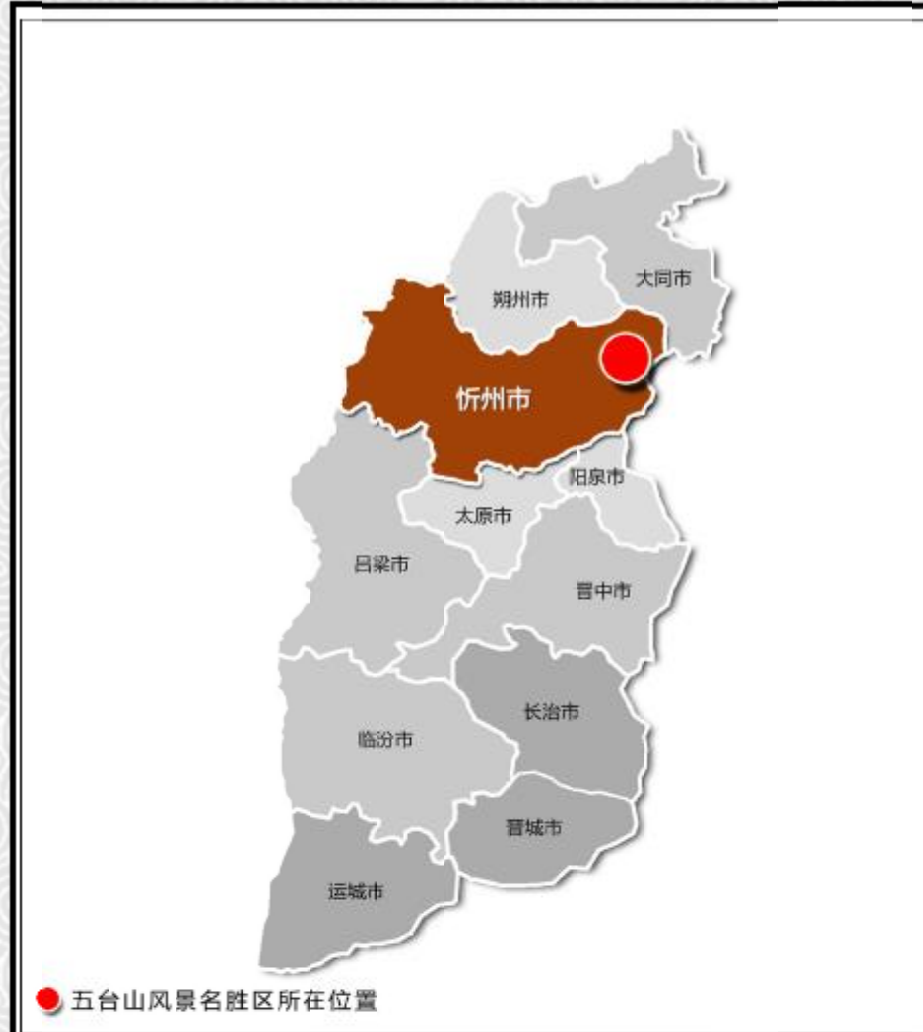 大同市
朔州市
忻州市
阳泉市
太原市
吕梁市
晋中市
长治市
临汾市
晋城市
运城市
五台山风景名胜区所在位置